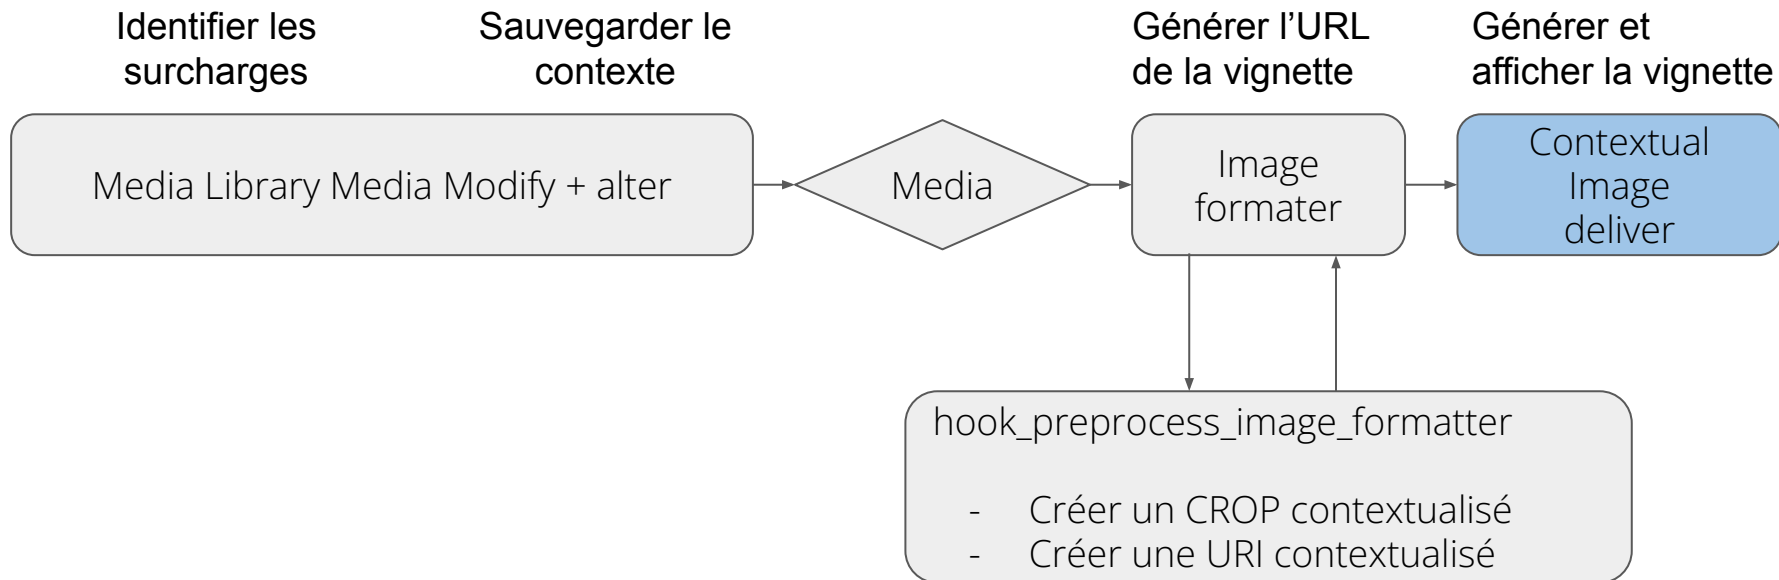 Identifier les
surcharges
Sauvegarder le
contexte
Générer l’URL
de la vignette
Générer et
afficher la vignette
Media Library Media Modify + alter
Media
Image
formater
Contextual
Image
deliver
hook_preprocess_image_formatter
- Créer un CROP contextualisé
- Créer une URI contextualisé